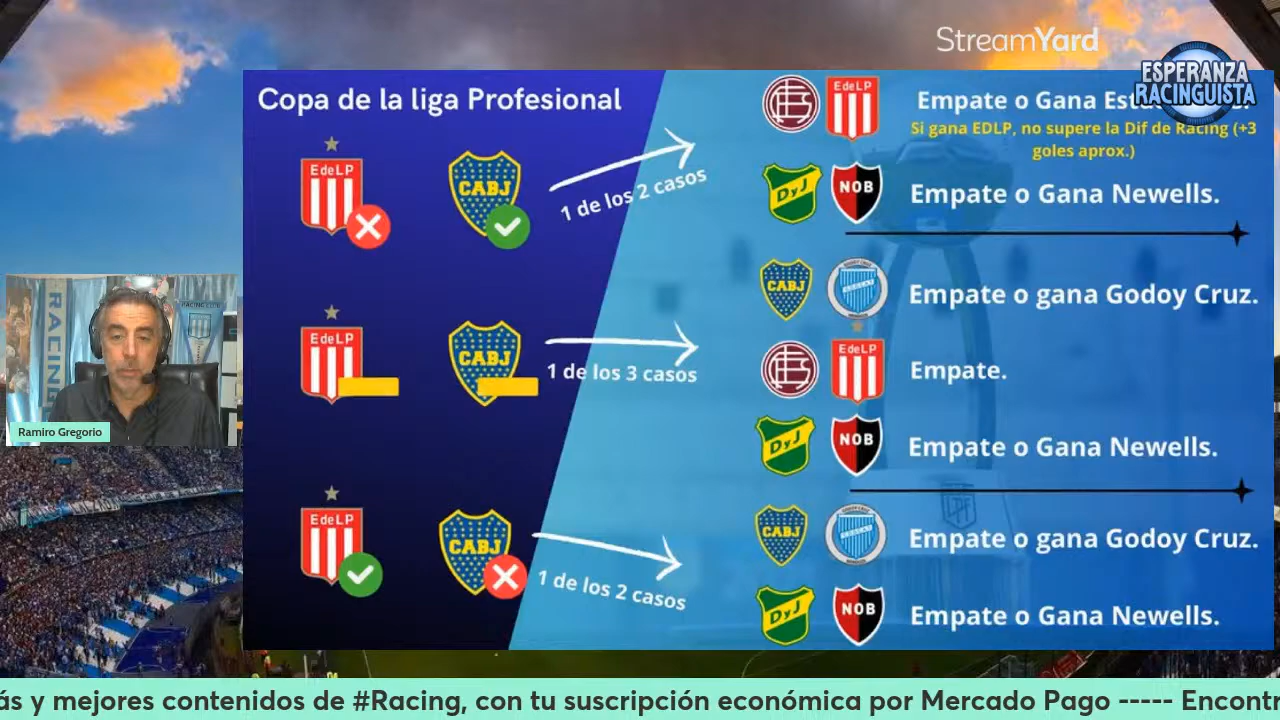 StreamYard
ESPERANZA
RACINGUISTA
Copa de la liga Profesional
EdeLP
CABJ
1 de los 2 casos
EdeLP
Empate o Gana
Si gana EDLP, no supere la Dif de Racing (+3
goles aprox.)
DyJ
NOB
Empate o Gana Newells.
CABJ
Empate o gana Godoy Cruz.
EdeLP
CABJ
1 de los 3 casos
EdeLP
Empate.
DyJ
NOB
Empate o Gana Newells.
EdeLP
CABJ
1 de los 2 casos
CABJ
Empate o gana Godoy Cruz.
DyJ
NOB
Empate o Gana Newells.
RACING
Ramiro Gregorio
ás y mejores contenidos de #Racing, con tu suscripción económica por Mercado Pago ----- Encontr